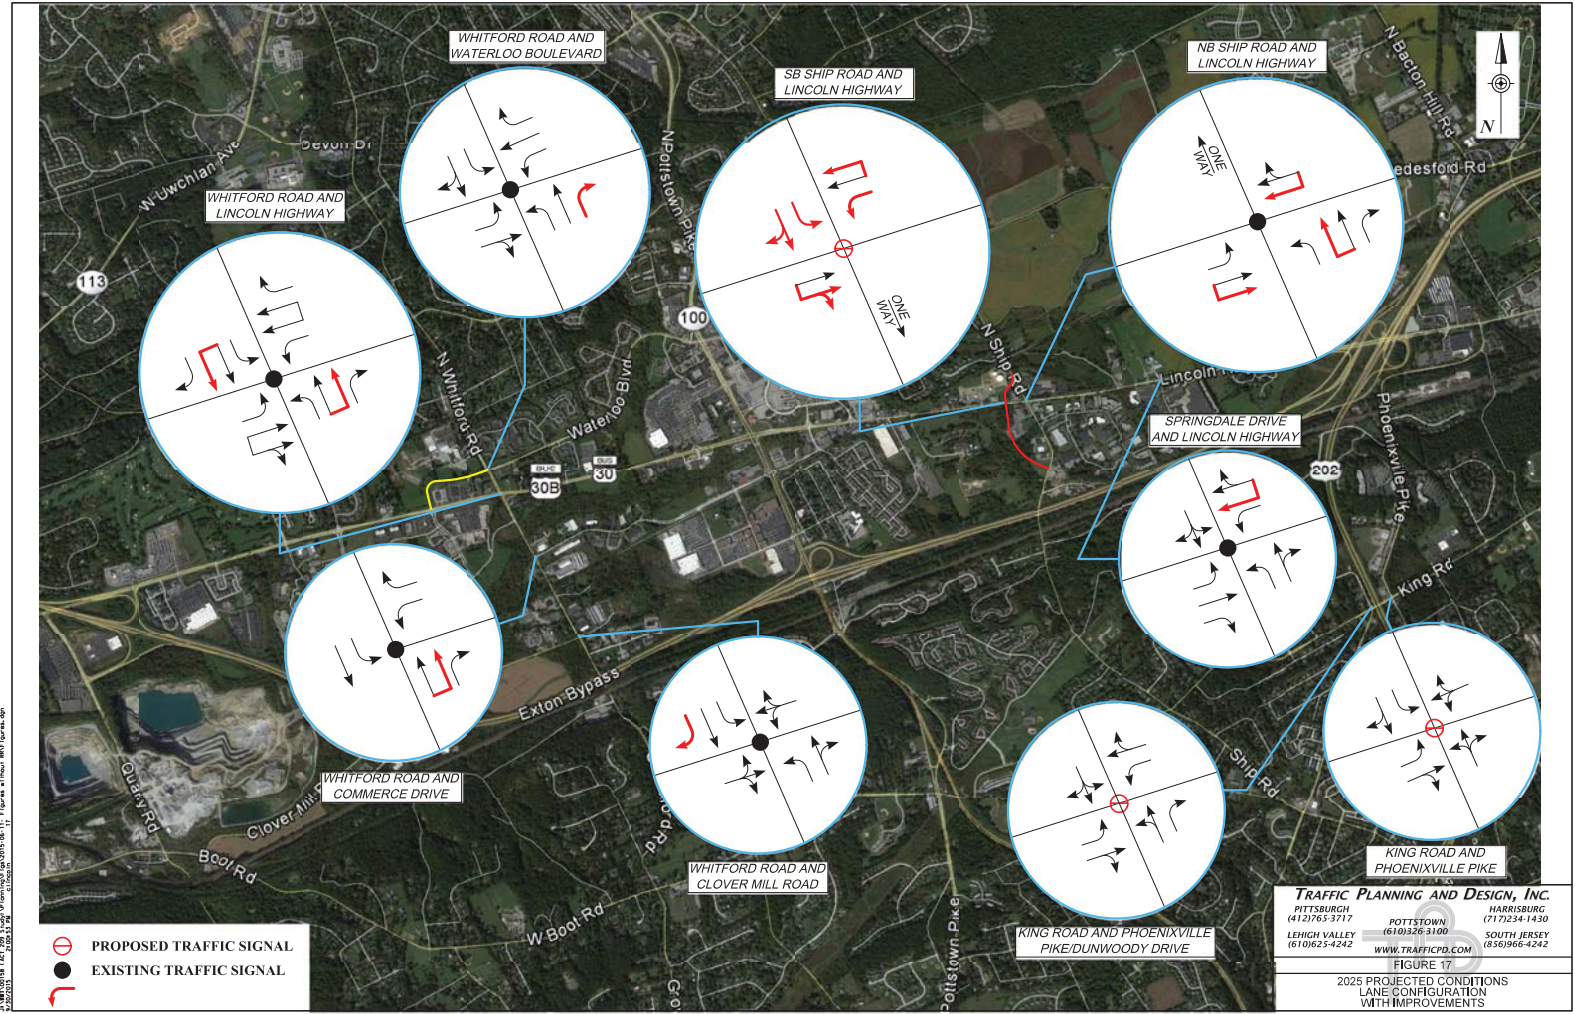 WHITFORD ROAD AND
WATERLOO BOULEVARD
SB SHIP ROAD AND
LINCOLN HIGHWAY
NB SHIP ROAD AND
LINCOLN HIGHWAY
N Bacton Hill Rd
N
Devon Dr
W Uwchlan Ave
N Pottstown Pike
ONE
WAY
edesford Rd
WHITFORD ROAD AND
LINCOLN HIGHWAY
113
100
ONE
WAY
N Whitford Rd
Waterloo Blvd
N Ship Rd
Lincoln
Phoenixville Pike
SPRINGDALE DRIVE
AND LINCOLN HIGHWAY
BUS
30
30B
202
King Rd
Exton Bypass
Quarry Rd
Clover Mill
WHITFORD ROAD AND
COMMERCE DRIVE
Ship Rd
Boot Rd
WHITFORD ROAD AND
CLOVER MILL ROAD
KING ROAD AND
PHOENIXVILLE PIKE
W Boot Rd
Pottstown Pike
KING ROAD AND PHOENIXVILLE
PIKE/DUNWOODY DRIVE
PROPOSED TRAFFIC SIGNAL
EXISTING TRAFFIC SIGNAL
TRAFFIC PLANNING AND DESIGN, INC.
PITTSBURGH
(412)765-3717
HARRISBURG
(717)234-1430
POTTSTOWN
(610)326-3100
LEHIGH VALLEY
(610)625-4242
SOUTH JERSEY
(856)966-4242
WWW.TRAFFICPD.COM
FIGURE 17
2025 PROJECTED CONDITIONS
LANE CONFIGURATION
WITH IMPROVEMENTS